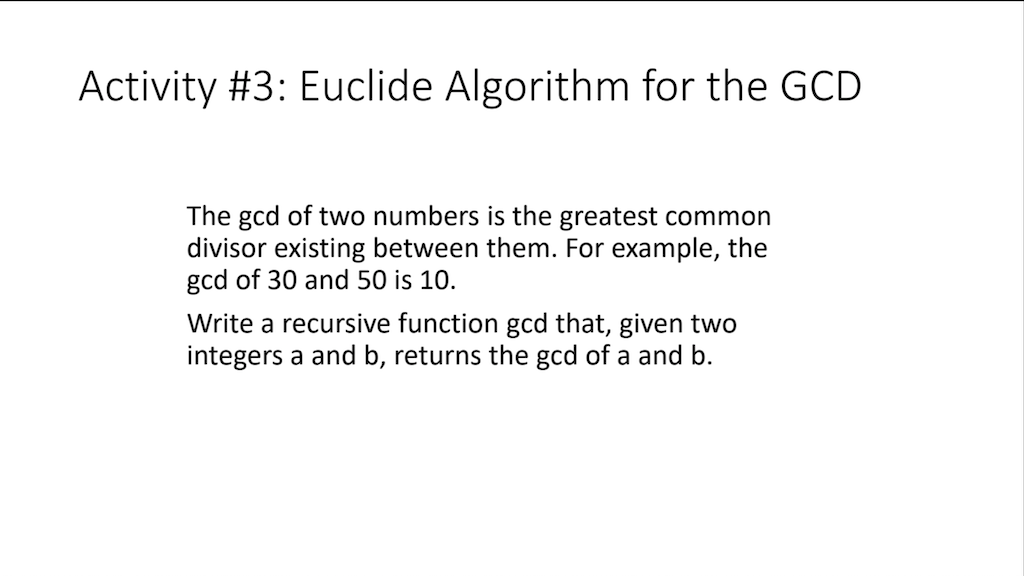 Activity #3: Euclide Algorithm for the GCD
The gcd of two numbers is the greatest common
divisor existing between them. For example, the
gcd of 30 and 50 is 10.
Write a recursive function gcd that, given two
integers a and b, returns the gcd of a and b.